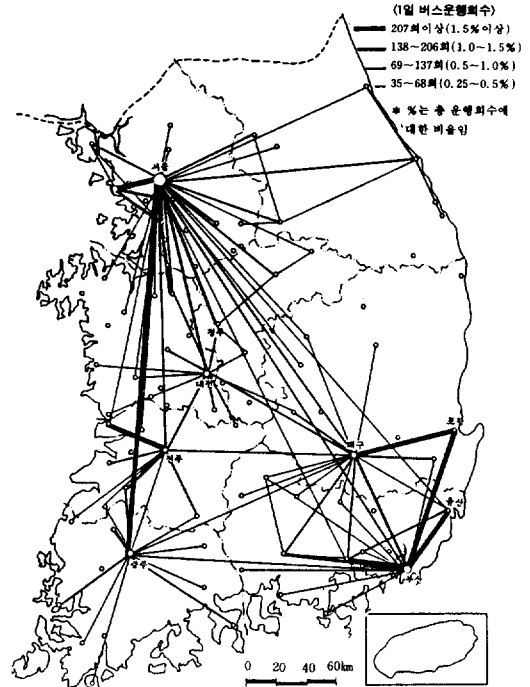 〈1일 버스운행회수〉
207회이상(1.5%이상)
138~206회(1.0~1.5%)
69~137회(0.5~1.0%)
35~68회(0.25~0.5%)
* %는 총 운행회수에
대한 비율임
서울
청주
대전
포항
대구
전주
울산
광주
부산
0 20 40 60km